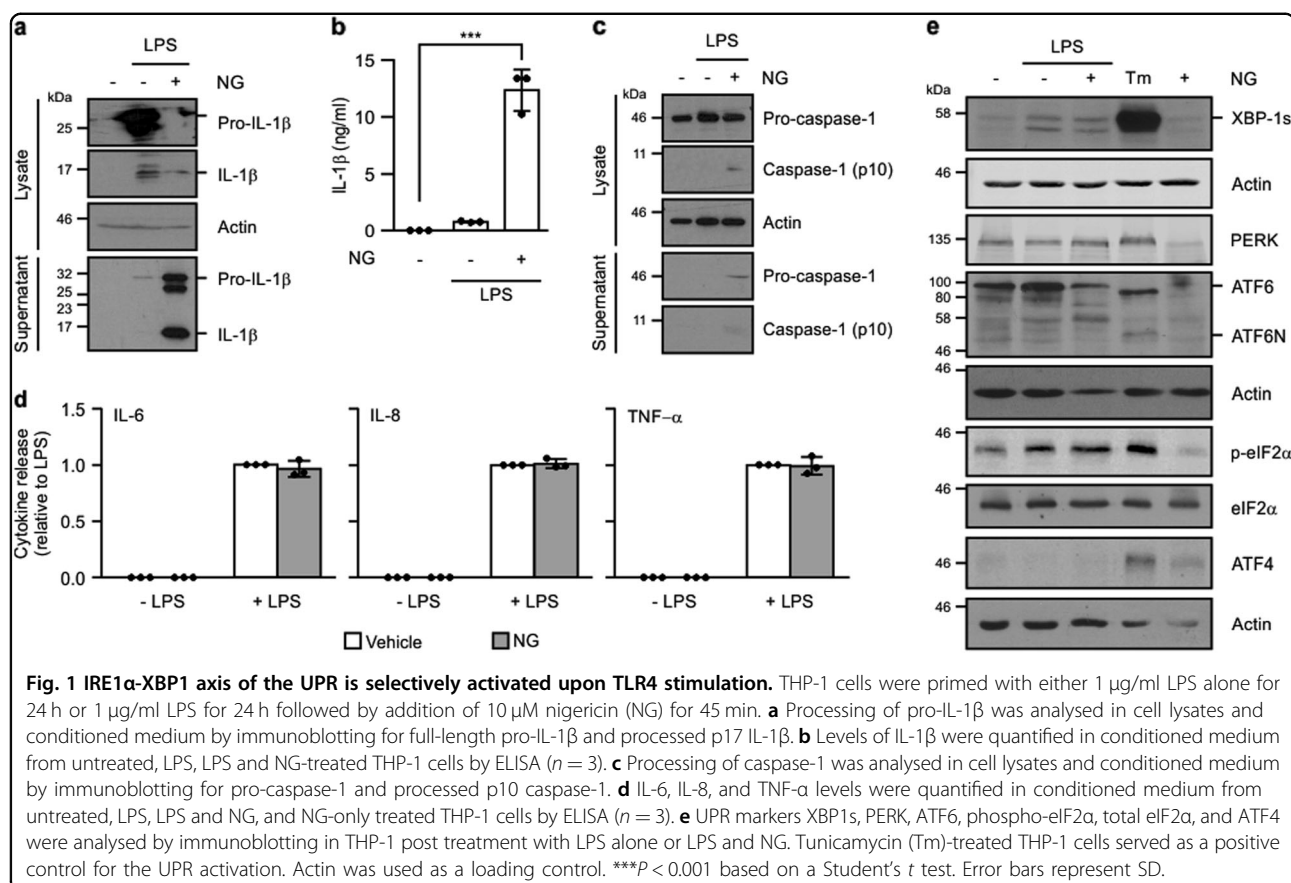 a
LPS
- - + NG
kDa
25
Pro-IL-1β
17
IL-1β
46
Actin
Lysate
32
25
23
17
Pro-IL-1β
IL-1β
Supernatant
b
***
IL-1β (ng/ml)
15
10
5
0
NG - - +
LPS
c
LPS
- - + NG
kDa
46
Pro-caspase-1
11
Caspase-1 (p10)
46
Actin
Lysate
46
Pro-caspase-1
11
Caspase-1 (p10)
Supernatant
d
Cytokine release
(relative to LPS)
1.5
1.0
0.5
0.0
IL-6
- LPS + LPS
IL-8
- LPS + LPS
TNF-α
- LPS + LPS
Vehicle NG
e
LPS
- - + Tm + NG
kDa
58
XBP-1s
46
Actin
135
PERK
100
80
58
46
ATF6
ATF6N
46
Actin
46
p-eIF2α
46
eIF2α
46
ATF4
46
Actin
Fig. 1 IRE1α-XBP1 axis of the UPR is selectively activated upon TLR4 stimulation. THP-1 cells were primed with either 1 µg/ml LPS alone for
24 h or 1 µg/ml LPS for 24 h followed by addition of 10 µM nigericin (NG) for 45 min. a Processing of pro-IL-1β was analysed in cell lysates and
conditioned medium by immunoblotting for full-length pro-IL-1β and processed p17 IL-1β. b Levels of IL-1β were quantified in conditioned medium
from untreated, LPS, LPS and NG-treated THP-1 cells by ELISA (n = 3). c Processing of caspase-1 was analysed in cell lysates and conditioned medium
by immunoblotting for pro-caspase-1 and processed p10 caspase-1. d IL-6, IL-8, and TNF-α levels were quantified in conditioned medium from
untreated, LPS, LPS and NG, and NG-only treated THP-1 cells by ELISA (n = 3). e UPR markers XBP1s, PERK, ATF6, phospho-eIF2α, total eIF2α, and ATF4
were analysed by immunoblotting in THP-1 post treatment with LPS alone or LPS and NG. Tunicamycin (Tm)-treated THP-1 cells served as a positive
control for the UPR activation. Actin was used as a loading control. ***P < 0.001 based on a Student's t test. Error bars represent SD.